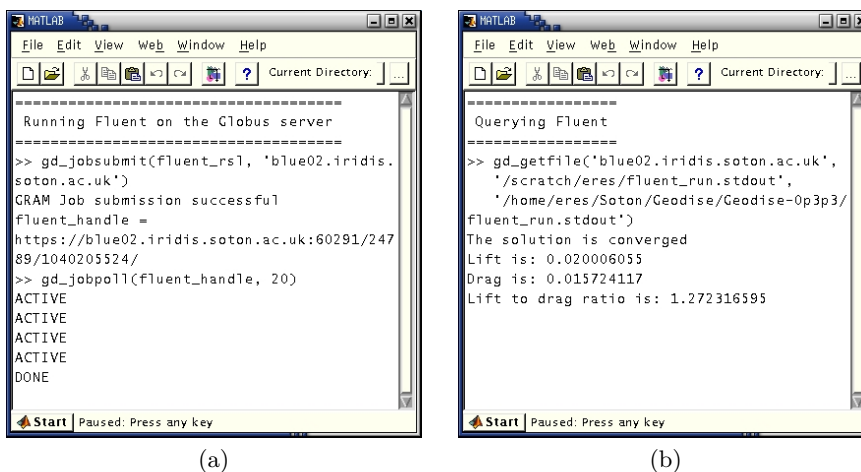 MATLAB
File Edit View Web Window Help
? Current Directory: ...
=====================================
Running Fluent on the Globus server
=====================================
>> gd_jobsubmit(fluent_rsl, 'blue02.iridis.
soton.ac.uk')
GRAM Job submission successful
fluent_handle =
https://blue02.iridis.soton.ac.uk:60291/247
89/1040205524/
>> gd_jobpoll(fluent_handle, 20)
ACTIVE
ACTIVE
ACTIVE
ACTIVE
DONE
Start Paused: Press any key
(a)
MATLAB
File Edit View Web Window Help
? Current Directory: ...
=================
Querying Fluent
=================
>> gd_getfile('blue02.iridis.soton.ac.uk',
'/scratch/eres/fluent_run.stdout',
'/home/eres/Soton/Geodise/Geodise-0p3p3/
fluent_run.stdout')
The solution is converged
Lift is: 0.020006055
Drag is: 0.015724117
Lift to drag ratio is: 1.272316595
Start Paused: Press any key
(b)